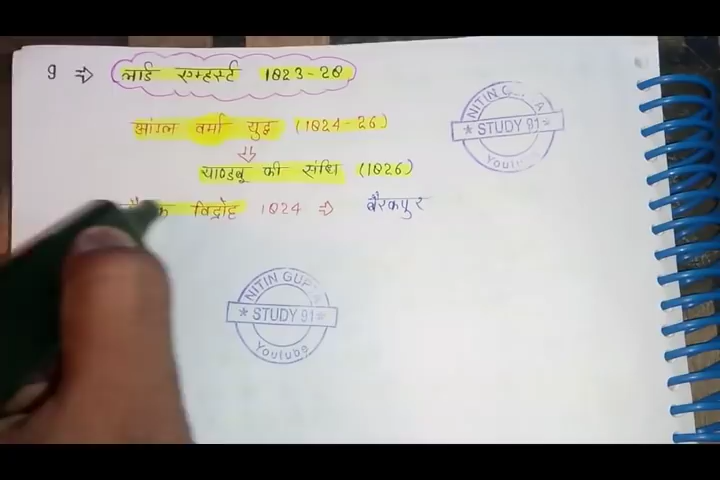 9 ⇒ लार्ड एम्हर्स्ट 1823-28
आंग्ल बर्मा युद्ध (1824-26)
⇓
याण्डबू की संधि (1826)
विद्रोह 1824 ⇒ बैरकपुर
NITIN GUPTA
* STUDY 91 *
Youtube
NITIN GUPTA
* STUDY 91 *
Youtube